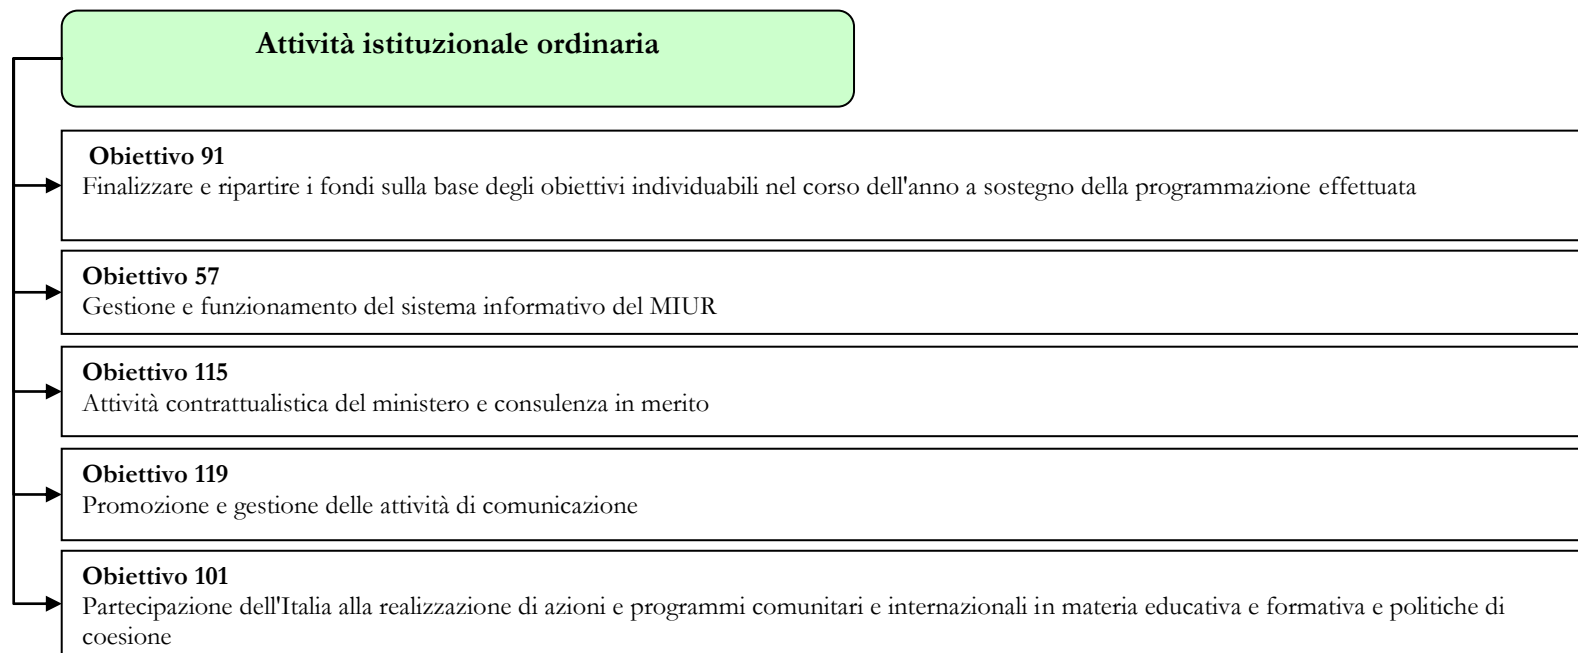 Attività istituzionale ordinaria
Obiettivo 91
Finalizzare e ripartire i fondi sulla base degli obiettivi individuabili nel corso dell'anno a sostegno della programmazione effettuata
Obiettivo 57
Gestione e funzionamento del sistema informativo del MIUR
Obiettivo 115
Attività contrattualistica del ministero e consulenza in merito
Obiettivo 119
Promozione e gestione delle attività di comunicazione
Obiettivo 101
Partecipazione dell'Italia alla realizzazione di azioni e programmi comunitari e internazionali in materia educativa e formativa e politiche di
coesione